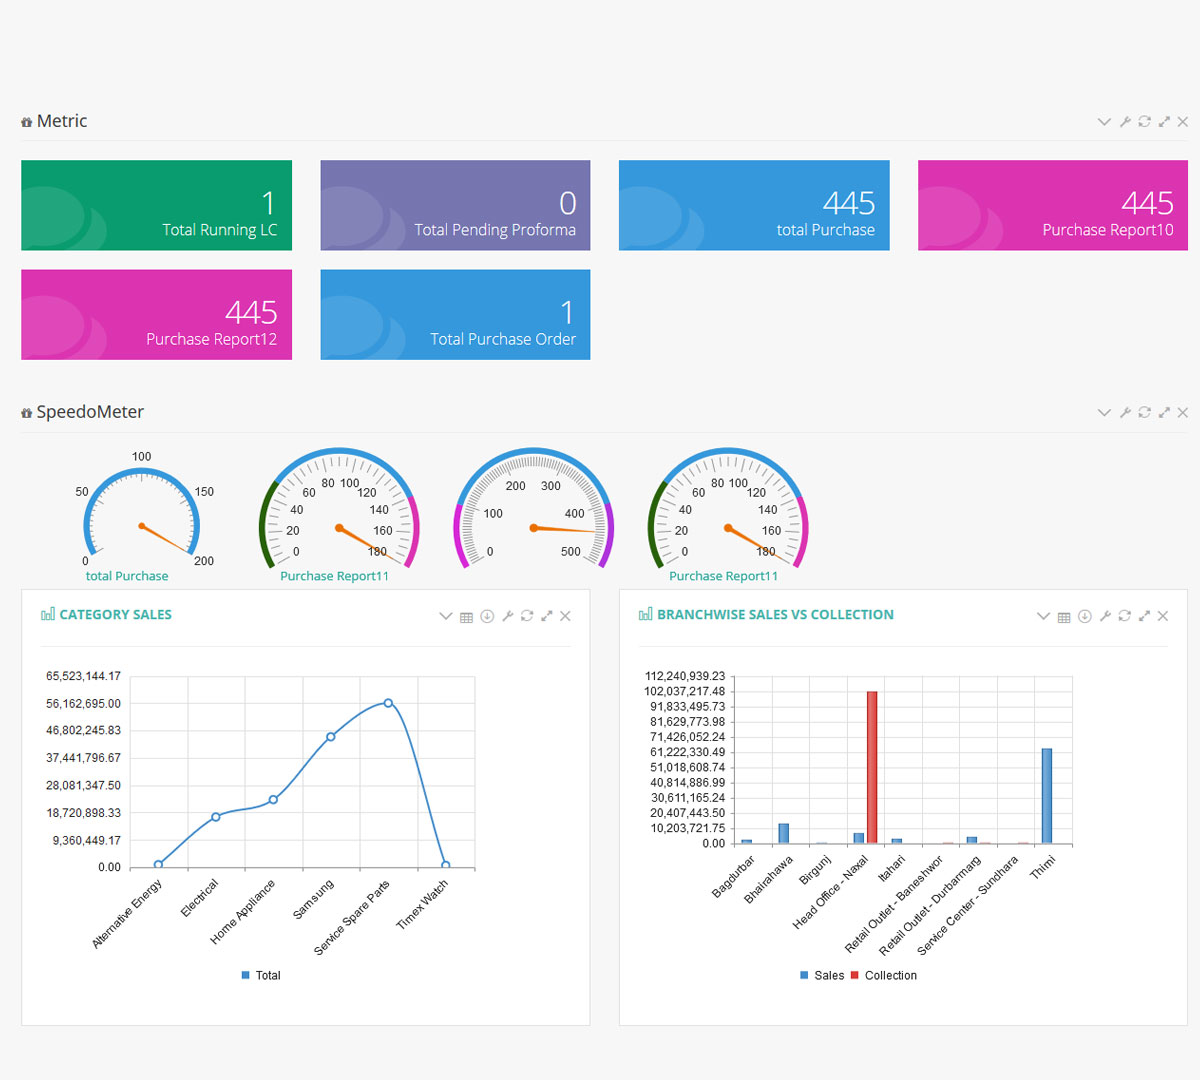 Metric
1
Total Running LC
0
Total Pending Proforma
445
total Purchase
445
Purchase Report10
445
Purchase Report12
1
Total Purchase Order
SpeedoMeter
0
50
100
150
200
total Purchase
0
20
40
60
80
100
120
140
160
180
Purchase Report11
0
100
200
300
400
500
0
20
40
60
80
100
120
140
160
180
Purchase Report11
CATEGORY SALES
65,523,144.17
56,162,695.00
46,802,245.83
37,441,796.67
28,081,347.50
18,720,898.33
9,360,449.17
0.00
Alternative Energy
Electrical
Home Appliance
Samsung
Service Spare Parts
Timex Watch
Total
BRANCHWISE SALES VS COLLECTION
112,240,939.23
102,037,217.48
91,833,495.73
81,629,773.98
71,426,052.24
61,222,330.49
51,018,608.74
40,814,886.99
30,611,165.24
20,407,443.50
10,203,721.75
0.00
Bagdurbar
Bhairahawa
Birgunj
Head Office - Naxal
Itahari
Retail Outlet - Baneshwor
Retail Outlet - Durbarmarg
Service Center - Sundhara
Thimi
Sales
Collection